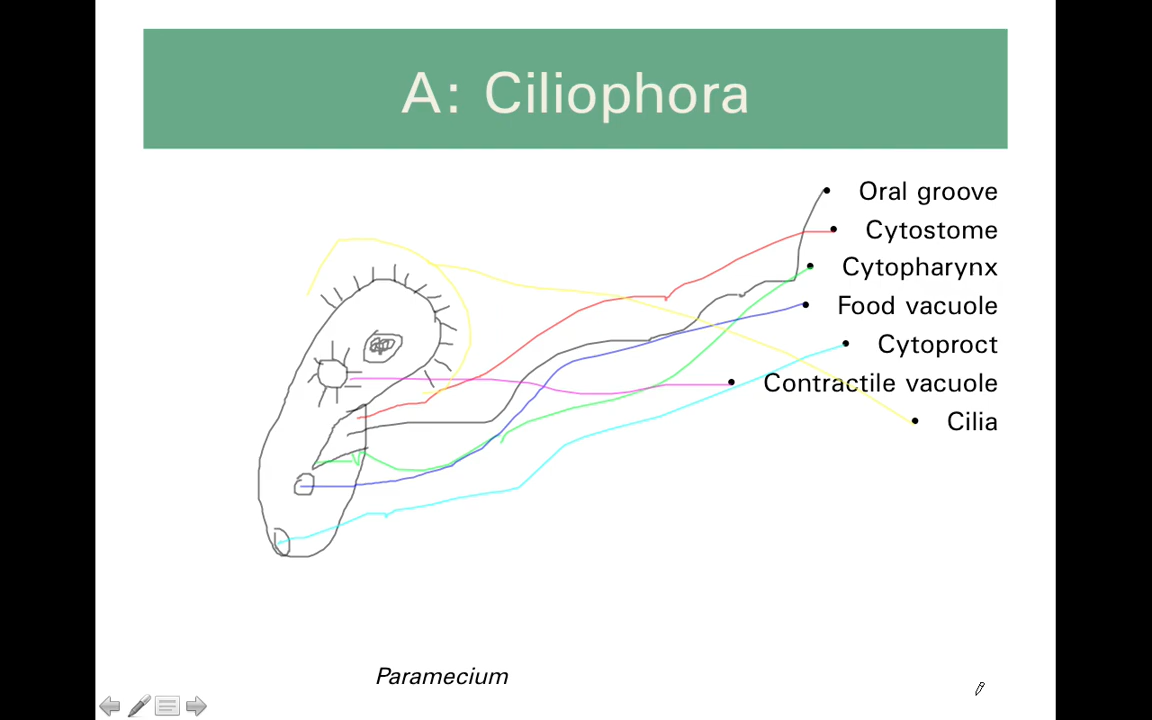 A: Ciliophora
• Oral groove
• Cytostome
• Cytopharynx
• Food vacuole
• Cytoproct
• Contractile vacuole
• Cilia
Paramecium